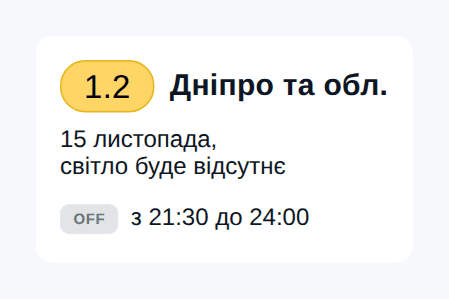 1.2 Дніпро та обл.
15 листопада,
світло буде відсутнє
OFF з 21:30 до 24:00